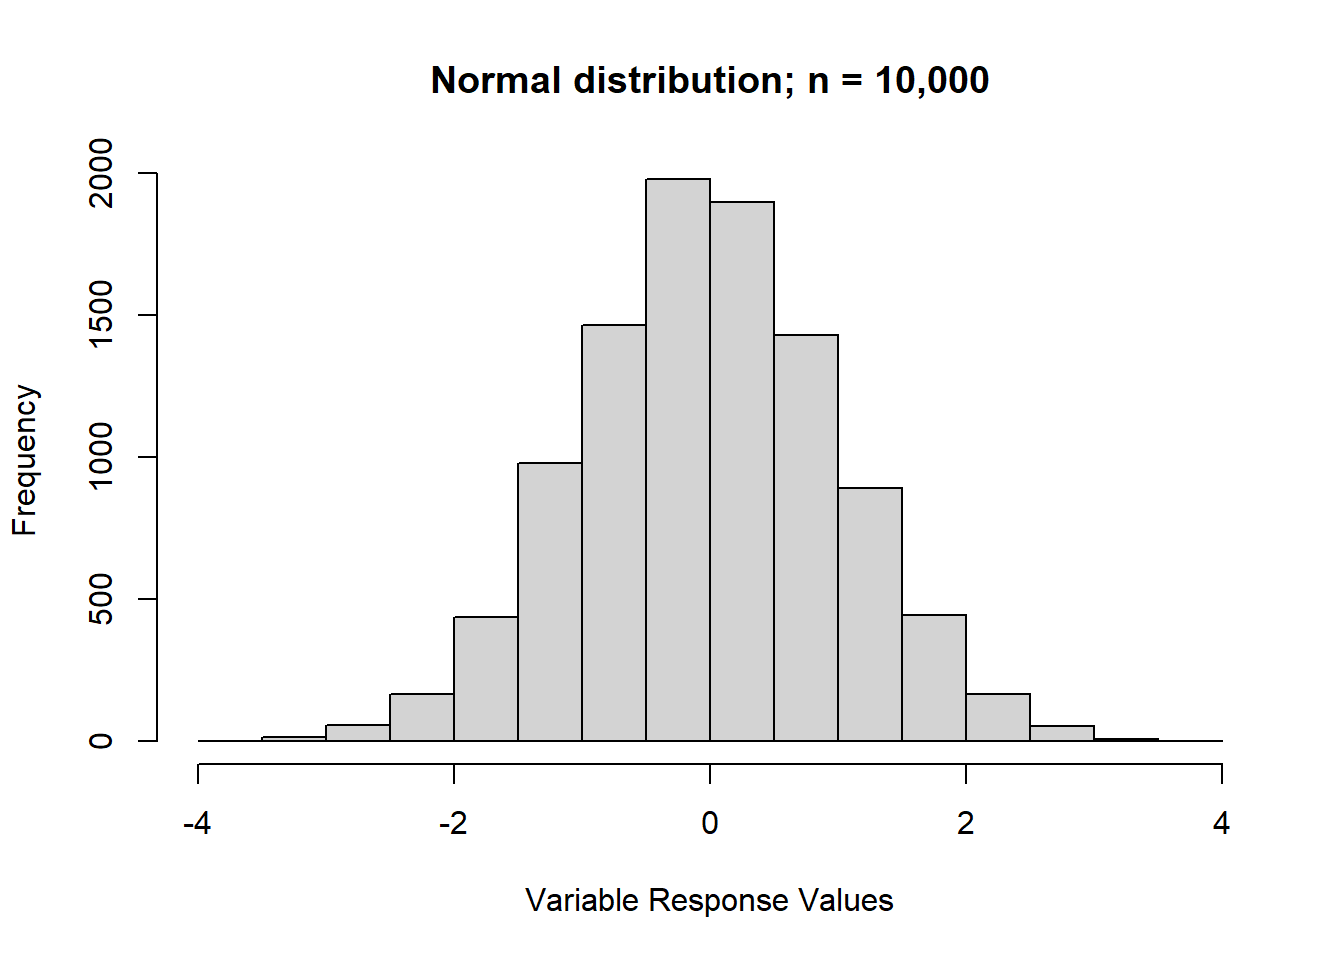 Normal distribution; n = 10,000
2000
1500
1000
500
0
Frequency
-4 -2 0 2 4
Variable Response Values